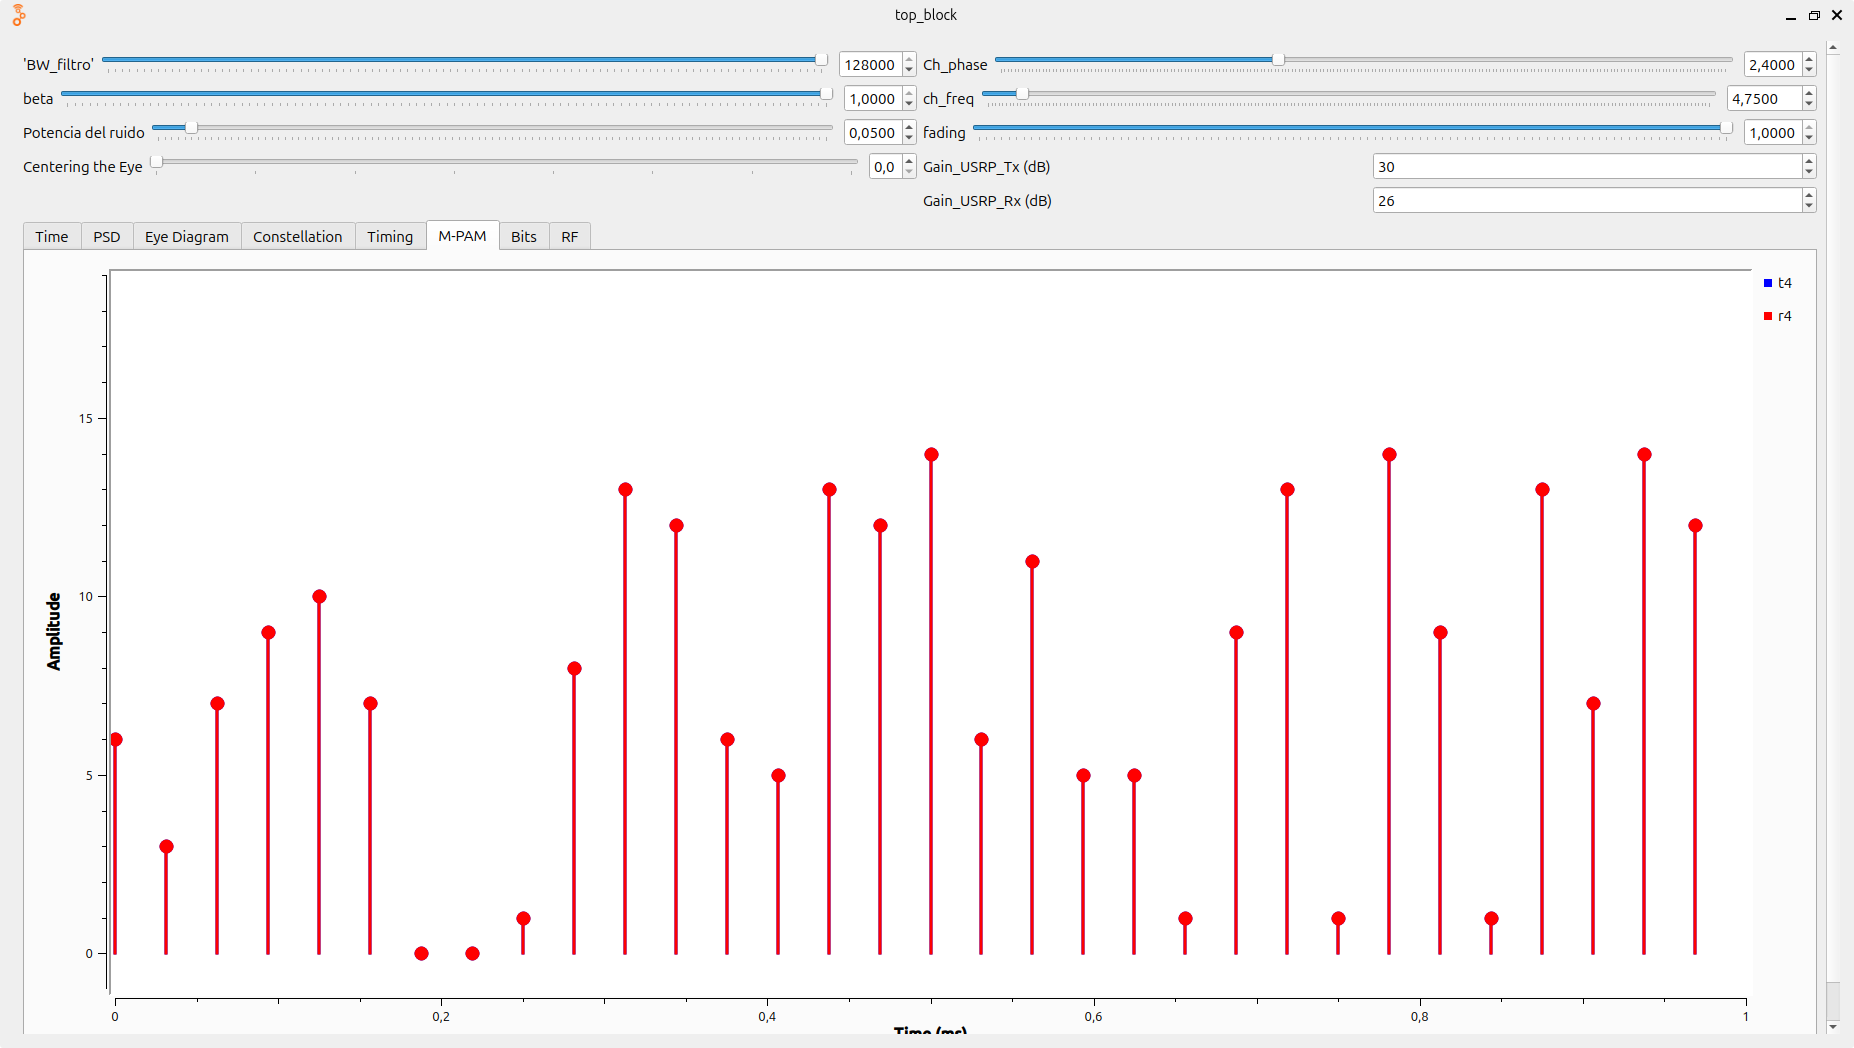 top_block
'BW_filtro' 128000 Ch_phase 2,4000
beta 1,0000 ch_freq 4,7500
Potencia del ruido 0,0500 fading 1,0000
Centering the Eye 0,0 Gain_USRP_Tx (dB) 30
Gain_USRP_Rx (dB) 26
Time PSD Eye Diagram Constellation Timing M-PAM Bits RF
t4
r4
15
10
5
0
Amplitude
0 0,2 0,4 0,6 0,8 1
Time (ms)